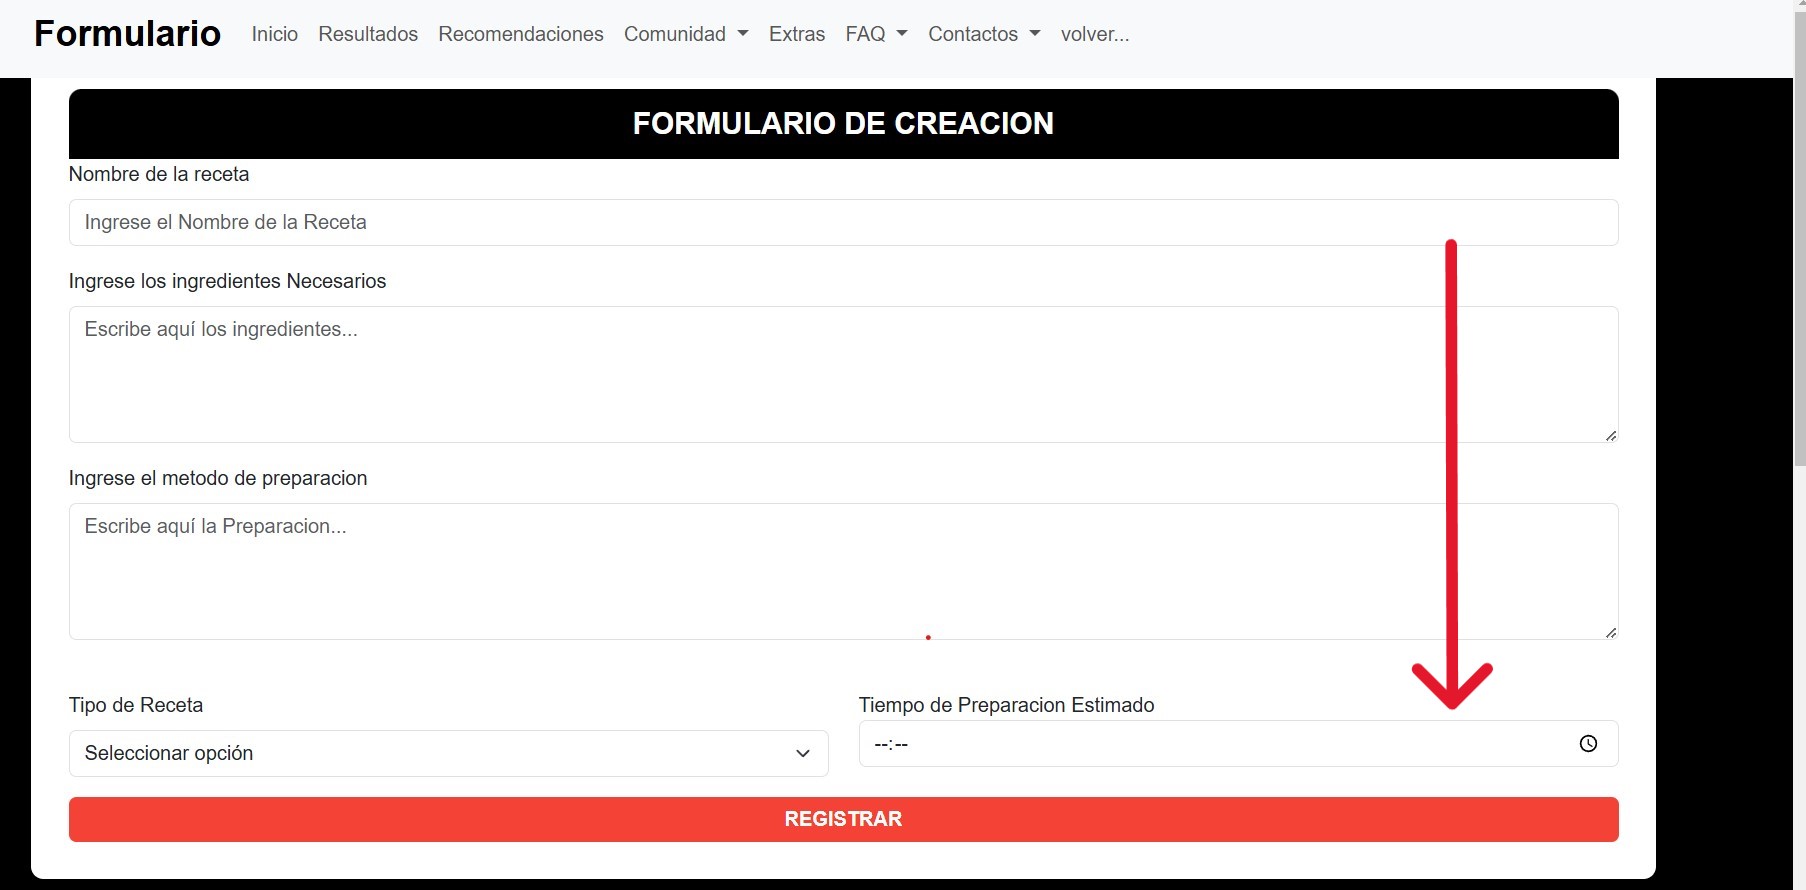 Formulario Inicio Resultados Recomendaciones Comunidad Extras FAQ Contactos volver...
FORMULARIO DE CREACION
Nombre de la receta
Ingrese el Nombre de la Receta
Ingrese los ingredientes Necesarios
Escribe aquí los ingredientes...
Ingrese el metodo de preparacion
Escribe aquí la Preparacion...
Tipo de Receta
Seleccionar opción
Tiempo de Preparacion Estimado
--:--
REGISTRAR